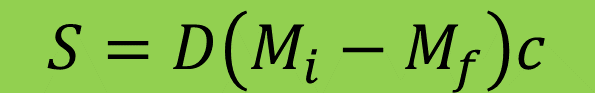 S = D(M_i − M_f)c